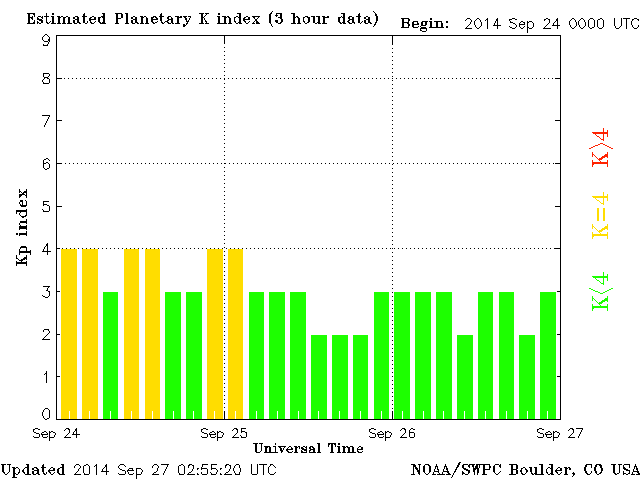 Estimated Planetary K index (3 hour data) Begin: 2014 Sep 24 0000 UTC
9
8
7
6
5
4
3
2
1
0
Kp index
K>4
K=4
K<4
Sep 24 Sep 25 Sep 26 Sep 27
Universal Time
Updated 2014 Sep 27 02:55:20 UTC NOAA/SWPC Boulder, CO USA